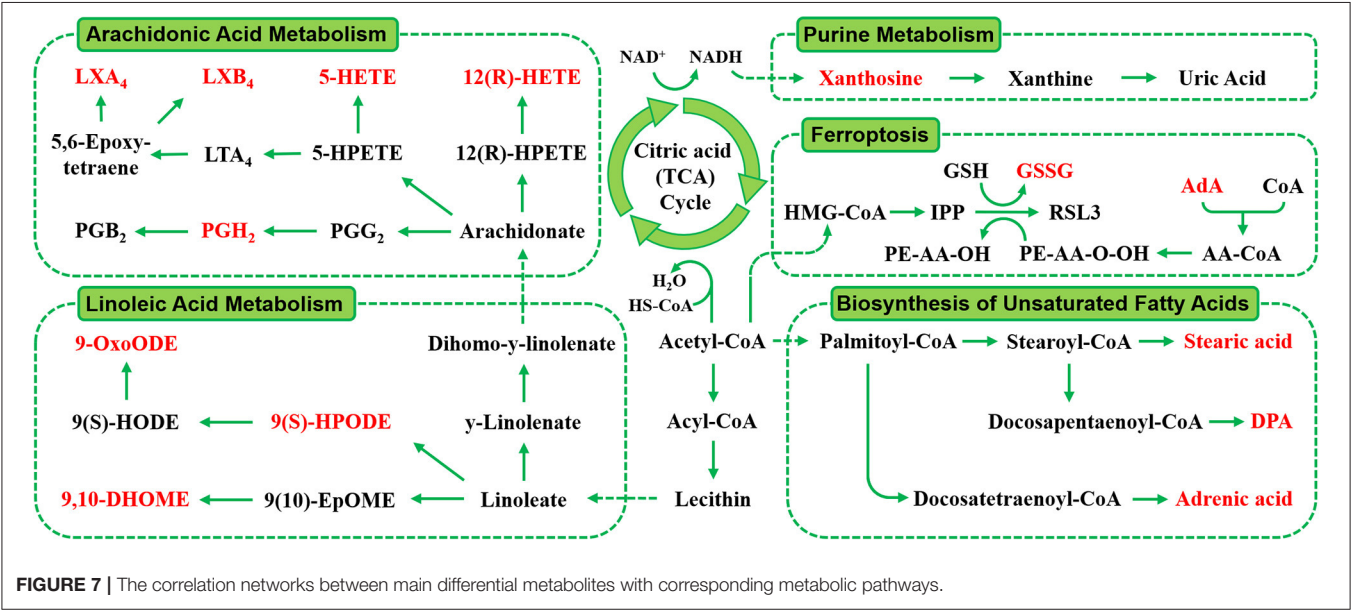 Arachidonic Acid Metabolism
LXA4
LXB4
5-HETE
12(R)-HETE
5,6-Epoxy-
tetraene
LTA4
5-HPETE
12(R)-HPETE
PGB2
PGH2
PGG2
Arachidonate
Linoleic Acid Metabolism
9-OxoODE
Dihomo-y-linolenate
9(S)-HODE
9(S)-HPODE
y-Linolenate
9,10-DHOME
9(10)-EpOME
Linoleate
NAD+
NADH
Citric acid
(TCA)
Cycle
H2O
HS-CoA
Acetyl-CoA
Acyl-CoA
Lecithin
Purine Metabolism
Xanthosine
Xanthine
Uric Acid
Ferroptosis
GSH
GSSG
AdA
CoA
HMG-CoA
IPP
RSL3
PE-AA-OH
PE-AA-O-OH
AA-CoA
Biosynthesis of Unsaturated Fatty Acids
Palmitoyl-CoA
Stearoyl-CoA
Stearic acid
Docosapentaenoyl-CoA
DPA
Docosatetraenoyl-CoA
Adrenic acid
FIGURE 7 | The correlation networks between main differential metabolites with corresponding metabolic pathways.